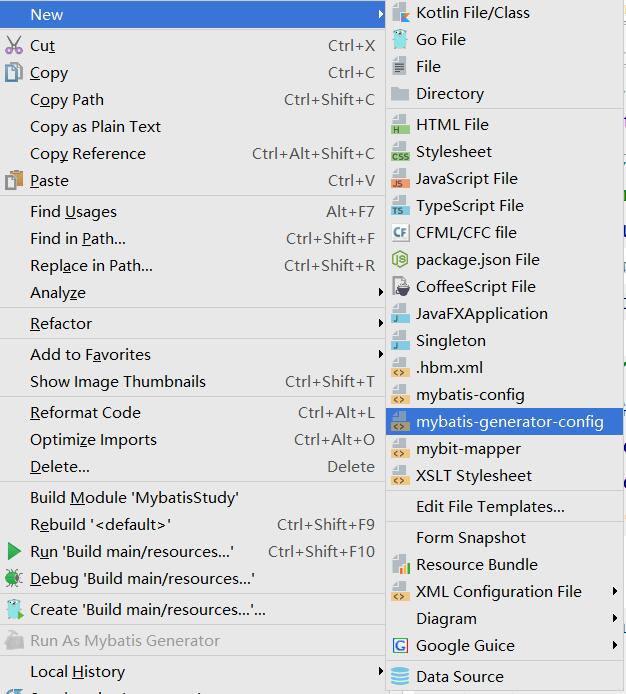 New
Cut Ctrl+X
Copy Ctrl+C
Copy Path Ctrl+Shift+C
Copy as Plain Text
Copy Reference Ctrl+Alt+Shift+C
Paste Ctrl+V
Find Usages Alt+F7
Find in Path... Ctrl+Shift+F
Replace in Path... Ctrl+Shift+R
Analyze
Refactor
Add to Favorites
Show Image Thumbnails Ctrl+Shift+T
Reformat Code Ctrl+Alt+L
Optimize Imports Ctrl+Alt+O
Delete... Delete
Build Module 'MybatisStudy'
Rebuild '<default>' Ctrl+Shift+F9
Run 'Build main/resources...' Ctrl+Shift+F10
Debug 'Build main/resources...'
Create 'Build main/resources...'...
Run As Mybatis Generator
Local History
Kotlin File/Class
Go File
File
Directory
H HTML File
CSS Stylesheet
JS JavaScript File
TS TypeScript File
CF CFML/CFC file
JS package.json File
CoffeeScript File
JavaFXApplication
Singleton
.hbm.xml
mybatis-config
mybatis-generator-config
mybit-mapper
XSLT Stylesheet
Edit File Templates...
Form Snapshot
Resource Bundle
XML Configuration File
Diagram
G Google Guice
Data Source